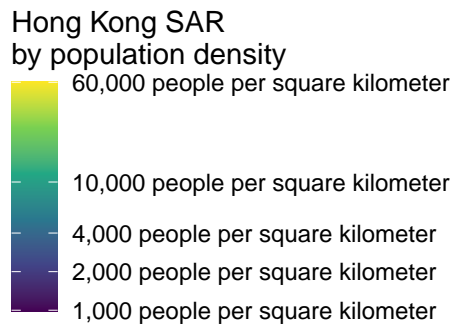 Hong Kong SAR
by population density
60,000 people per square kilometer
10,000 people per square kilometer
4,000 people per square kilometer
2,000 people per square kilometer
1,000 people per square kilometer